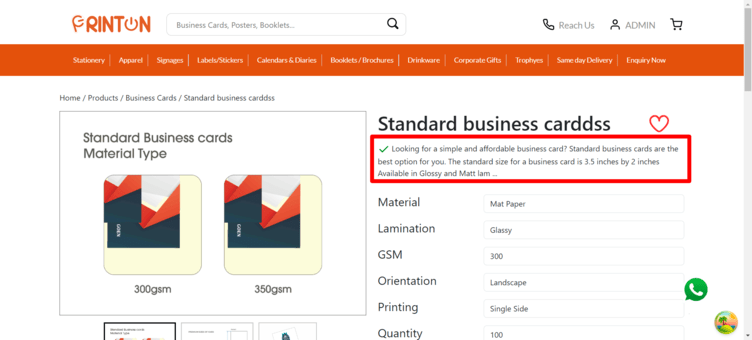 PRINTON
Business Cards, Posters, Booklets...
Reach Us
ADMIN
Stationery
Apparel
Signages
Labels/Stickers
Calendars & Diaries
Booklets / Brochures
Drinkware
Corporate Gifts
Trophyes
Same day Delivery
Enquiry Now
Home / Products / Business Cards / Standard business carddss
Standard Business cards
Material Type
300gsm
350gsm
Standard business carddss
Looking for a simple and affordable business card? Standard business cards are the
best option for you. The standard size for a business card is 3.5 inches by 2 inches
Available in Glossy and Matt lam ...
Material
Mat Paper
Lamination
Glossy
GSM
300
Orientation
Landscape
Printing
Single Side
Quantity
100